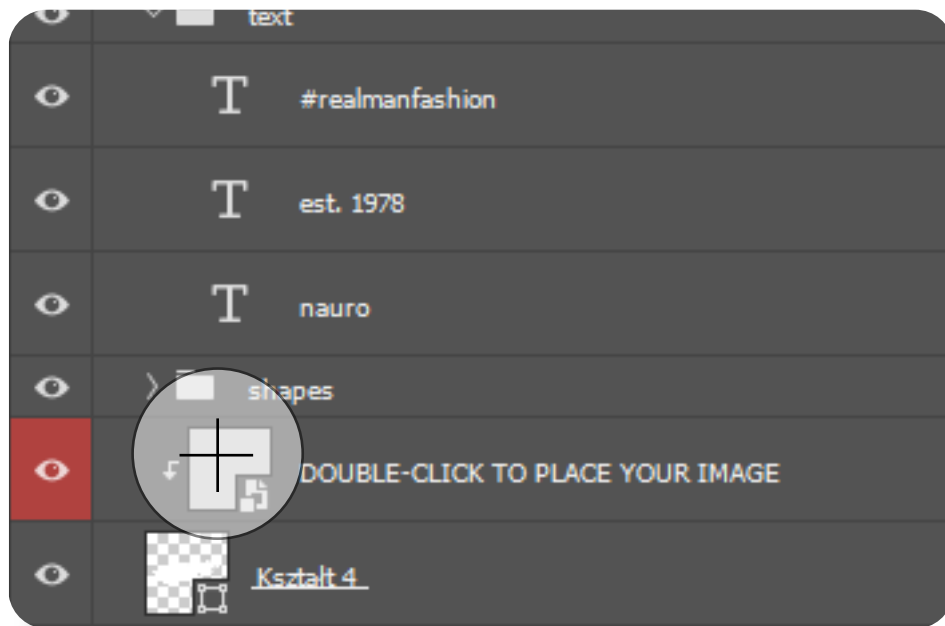 text
#realmanfashion
est. 1978
nauro
shapes
DOUBLE-CLICK TO PLACE YOUR IMAGE
Kształt 4